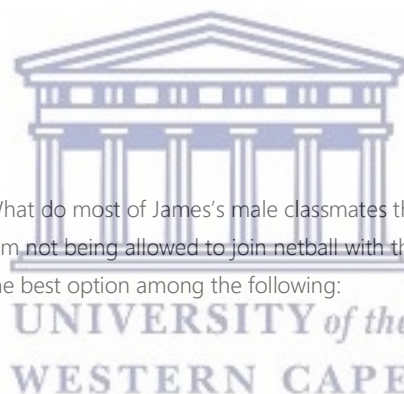 What do most of James's male classmates th
m not being allowed to join netball with th
he best option among the following:
UNIVERSITY of the
WESTERN CAPE